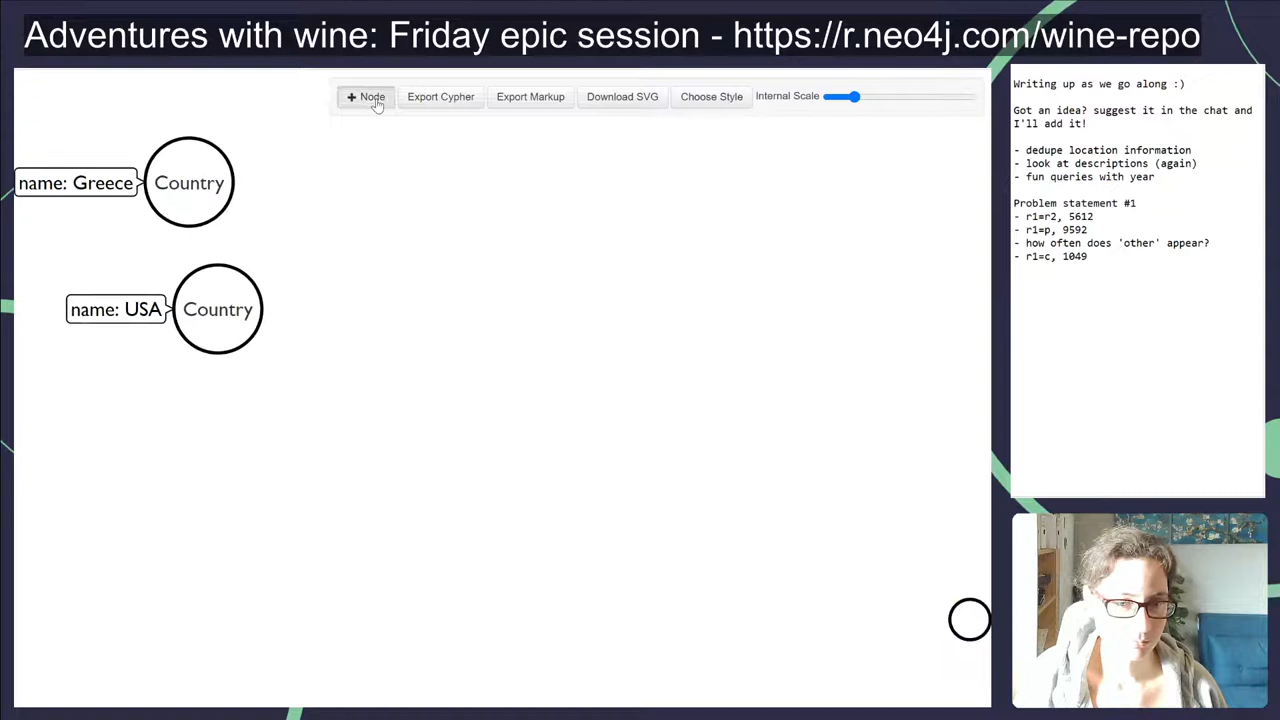 Adventures with wine: Friday epic session - https://r.neo4j.com/wine-repo
+ Node
Export Cypher
Export Markup
Download SVG
Choose Style
Internal Scale
name: Greece
Country
name: USA
Country
Writing up as we go along :)
Got an idea? suggest it in the chat and
I'll add it!
- dedupe location information
- look at descriptions (again)
- fun queries with year
Problem statement #1
- r1=r2, 5612
- r1=p, 9592
- how often does 'other' appear?
- r1=c, 1049